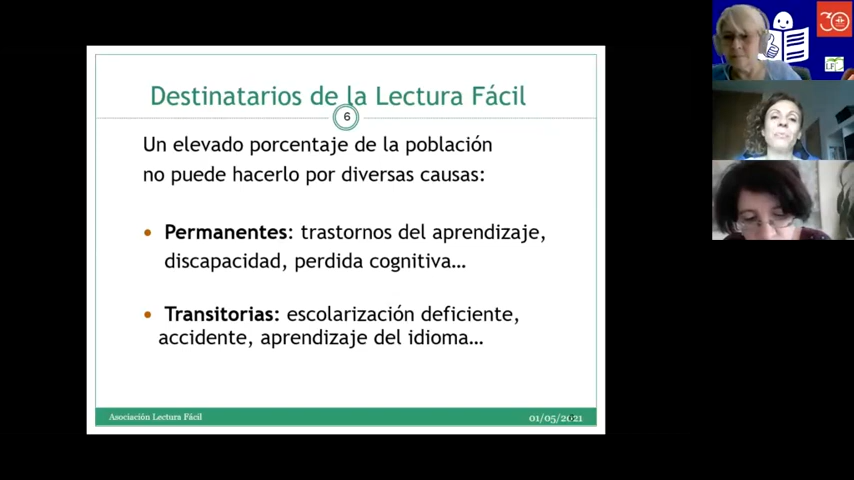 Destinatarios de la Lectura Fácil
6
Un elevado porcentaje de la población
no puede hacerlo por diversas causas:
• Permanentes: trastornos del aprendizaje,
discapacidad, perdida cognitiva…
• Transitorias: escolarización deficiente,
accidente, aprendizaje del idioma…
Asociación Lectura Fácil
01/05/2021
30
LF